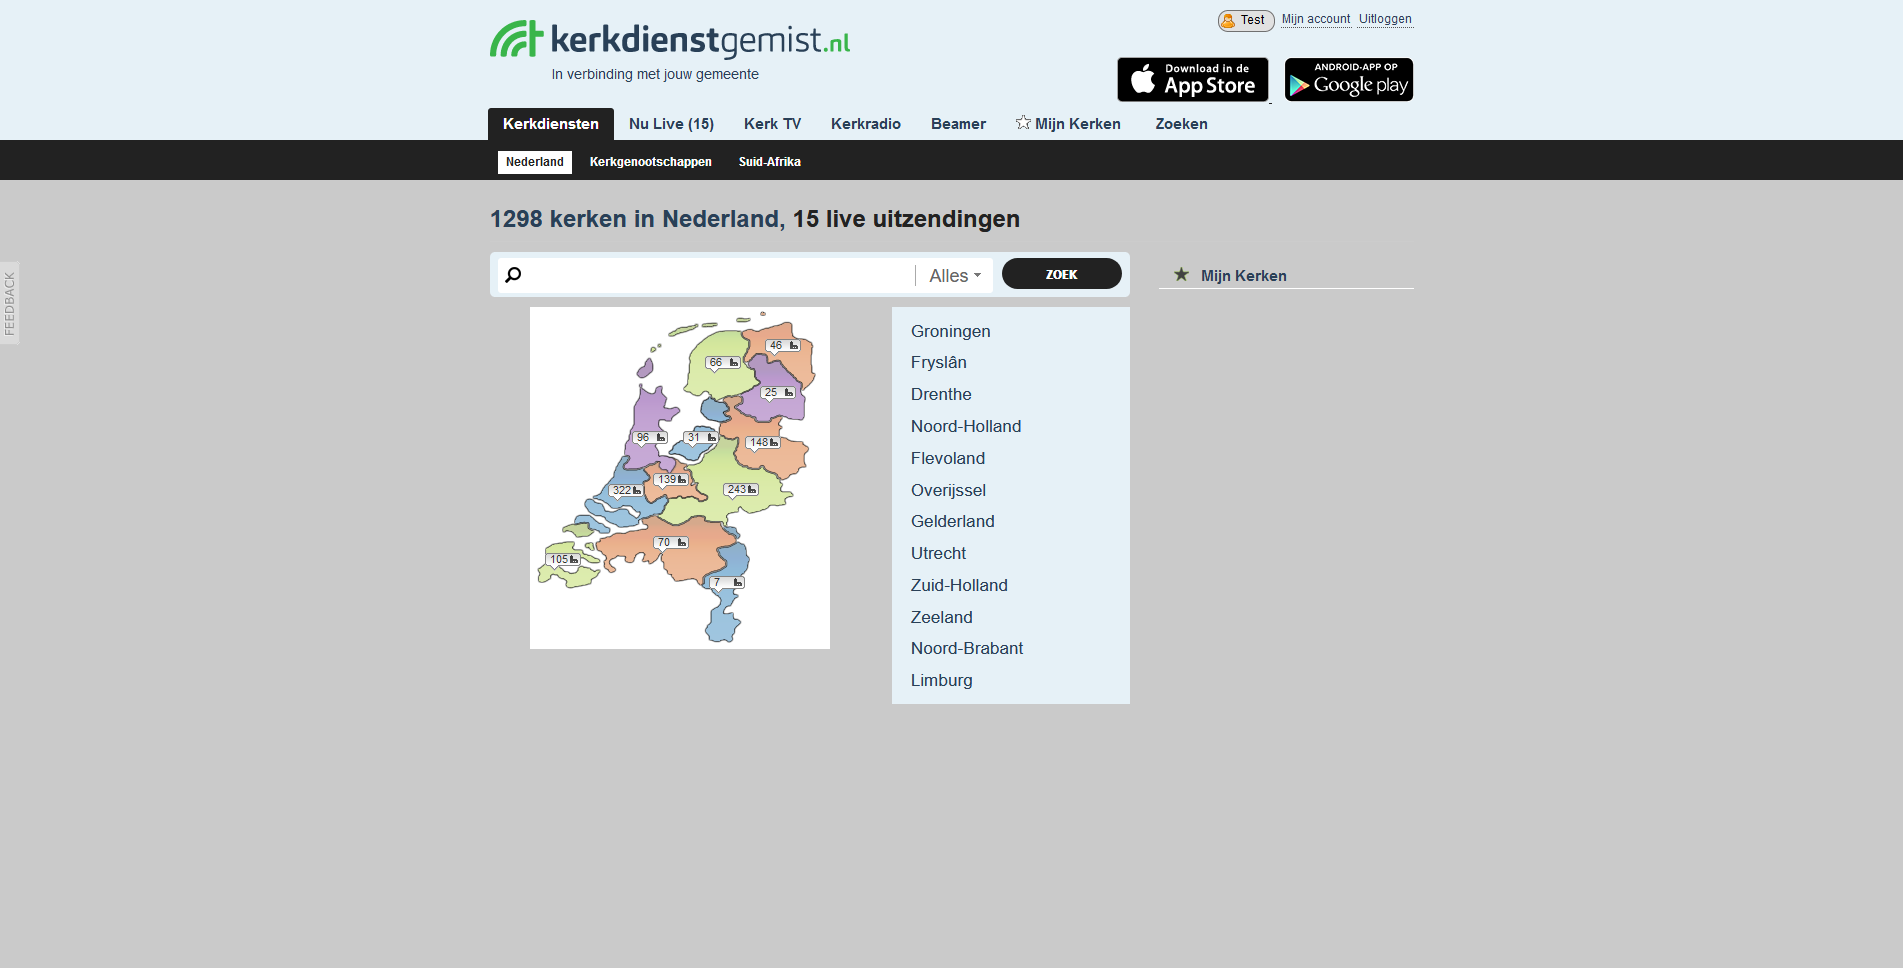 Test Mijn account Uitloggen
kerkdienstgemist.nl
In verbinding met jouw gemeente
Download in de
App Store
ANDROID-APP OP
Google play
Kerkdiensten Nu Live (15) Kerk TV Kerkradio Beamer Mijn Kerken Zoeken
Nederland Kerkgenootschappen Suid-Afrika
1298 kerken in Nederland, 15 live uitzendingen
FEEDBACK
Alles ZOEK
Mijn Kerken
46
66
25
96
31
148
139
322
243
70
105
7
Groningen
Fryslân
Drenthe
Noord-Holland
Flevoland
Overijssel
Gelderland
Utrecht
Zuid-Holland
Zeeland
Noord-Brabant
Limburg